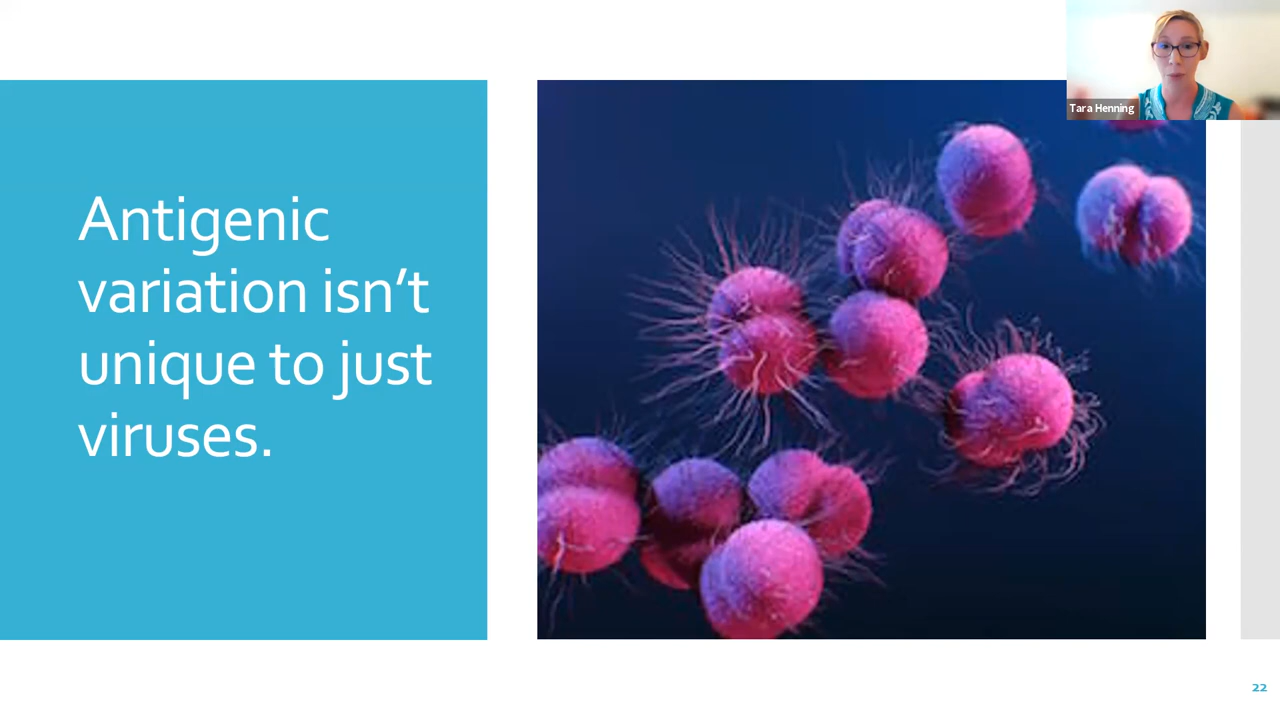 Tara Henning
Antigenic
variation isn’t
unique to just
viruses.
22